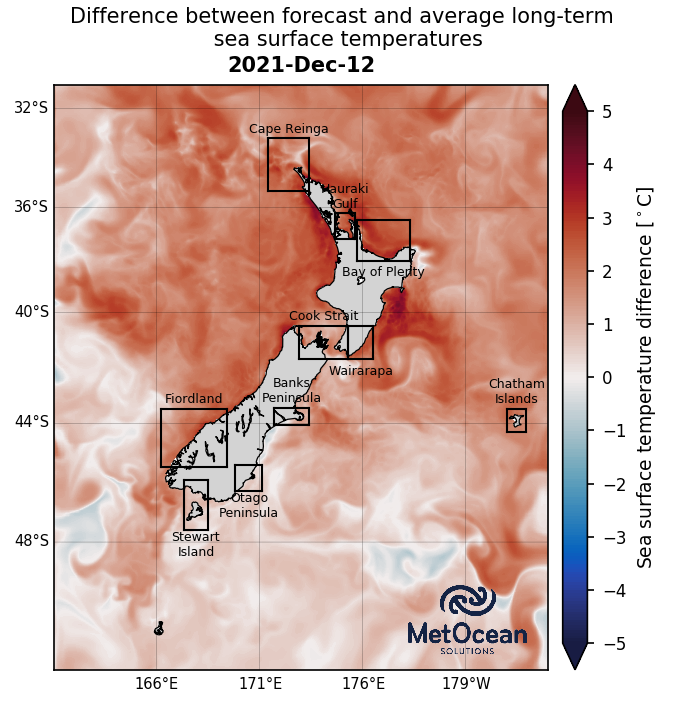 Difference between forecast and average long-term
sea surface temperatures
2021-Dec-12
32°S
36°S
40°S
44°S
48°S
Cape Reinga
Hauraki
Gulf
Bay of Plenty
Cook Strait
Wairarapa
Banks
Peninsula
Fiordland
Chatham
Islands
Otago
Peninsula
Stewart
Island
MetOcean
SOLUTIONS
166°E
171°E
176°E
179°W
5
4
3
2
1
0
−1
−2
−3
−4
−5
Sea surface temperature difference [°C]